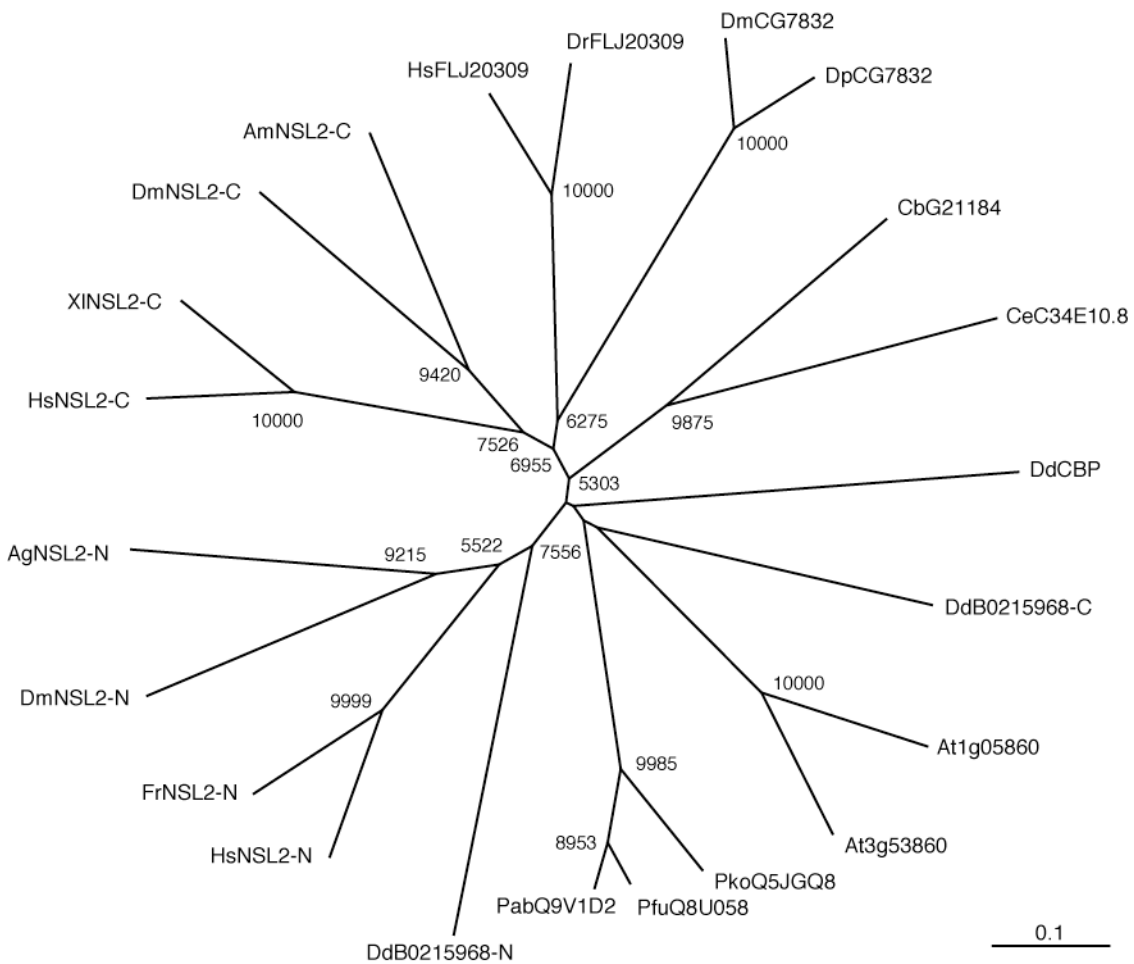 DmCG7832
DrFLJ20309
HsFLJ20309
DpCG7832
AmNSL2-C
10000
DmNSL2-C
10000
CbG21184
XlNSL2-C
CeC34E10.8
9420
HsNSL2-C
10000
6275
9875
7526
6955
DdCBP
5303
AgNSL2-N
9215
5522
7556
DdB0215968-C
DmNSL2-N
10000
9999
At1g05860
FrNSL2-N
9985
HsNSL2-N
8953
At3g53860
PkoQ5JGQ8
PabQ9V1D2
PfuQ8U058
0.1
DdB0215968-N